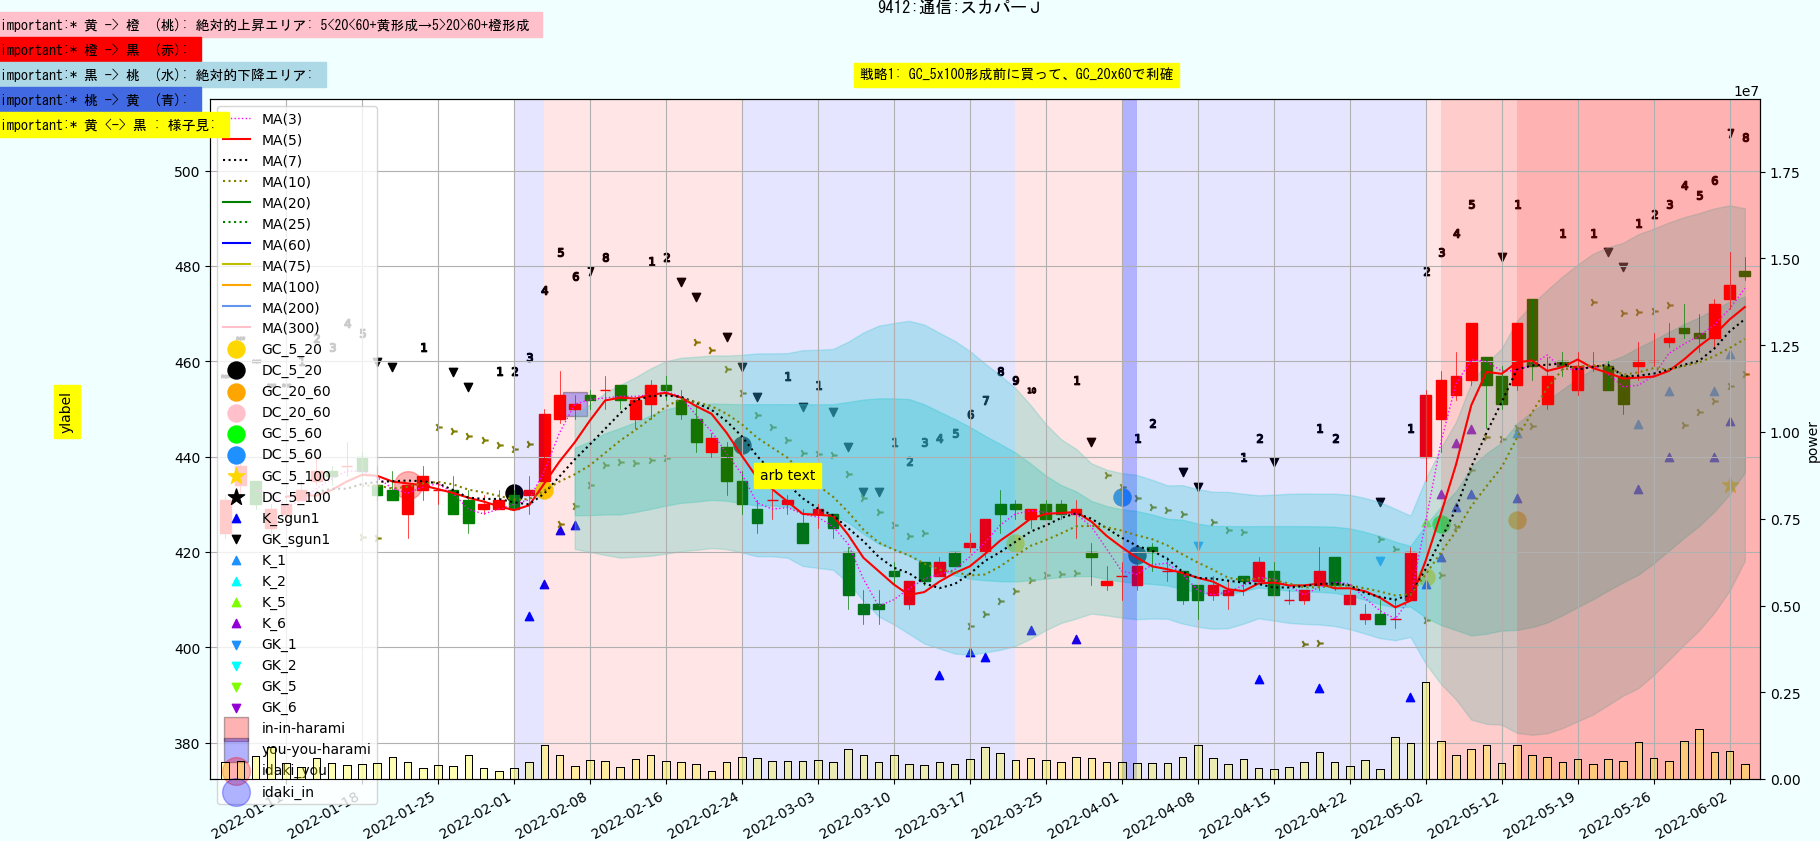 9412:通信:スカパーJ
important:* 黄 -> 橙 (桃): 絶対的上昇エリア: 5<20<60+黄形成→5>20>60+橙形成
important:* 橙 -> 黒 (赤):
important:* 黒 -> 桃 (水): 絶対的下降エリア:
戦略1: GC_5x100形成前に買って、GC_20x60で利確
important:* 桃 -> 黄 (青):
important:* 黄 <-> 黒 : 様子見:
1e7
MA(3)
MA(5)
MA(7)
MA(10)
MA(20)
MA(25)
MA(60)
MA(75)
MA(100)
MA(200)
MA(300)
GC_5_20
DC_5_20
GC_20_60
DC_20_60
GC_5_60
DC_5_60
GC_5_100
DC_5_100
K_sgun1
GK_sgun1
K_1
K_2
K_5
K_6
GK_1
GK_2
GK_5
GK_6
in-in-harami
you-you-harami
idaki_you
idaki_in
500
480
460
440
420
400
380
ylabel
arb text
1.75
1.50
1.25
1.00
0.75
0.50
0.25
0.00
power
2022-01-11
2022-01-18
2022-01-25
2022-02-01
2022-02-08
2022-02-16
2022-02-24
2022-03-03
2022-03-10
2022-03-17
2022-03-25
2022-04-01
2022-04-08
2022-04-15
2022-04-22
2022-05-02
2022-05-12
2022-05-19
2022-05-26
2022-06-02